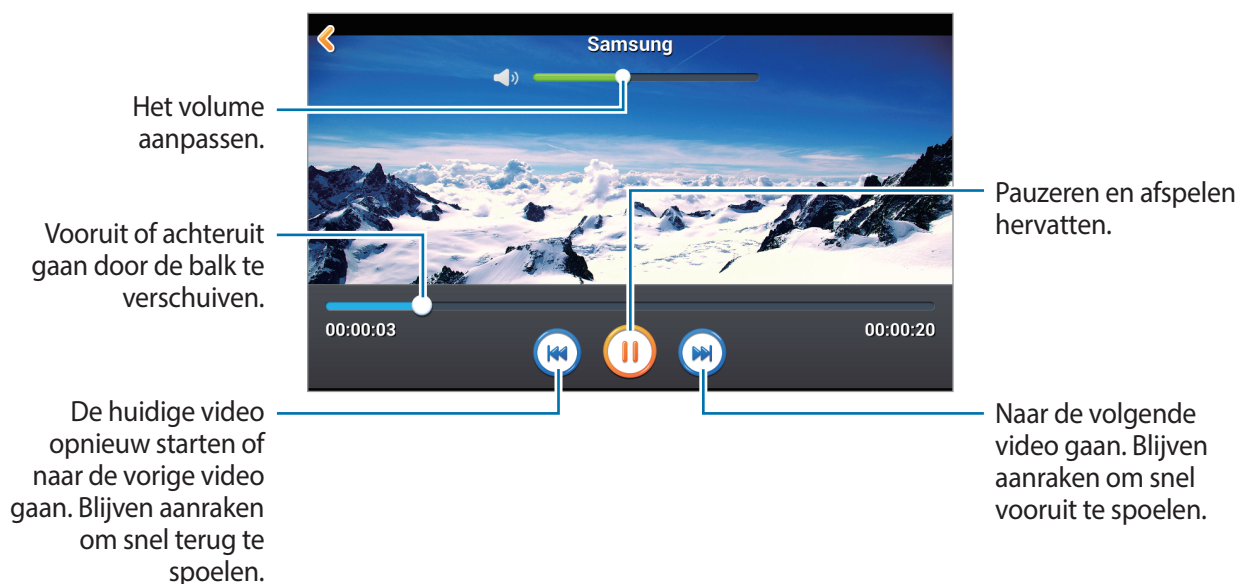 Samsung
Het volume
aanpassen.
Vooruit of achteruit
gaan door de balk te
verschuiven.
Pauzeren en afspelen
hervatten.
00:00:03
00:00:20
De huidige video
opnieuw starten of
naar de vorige video
gaan. Blijven aanraken
om snel terug te
spoelen.
Naar de volgende
video gaan. Blijven
aanraken om snel
vooruit te spoelen.